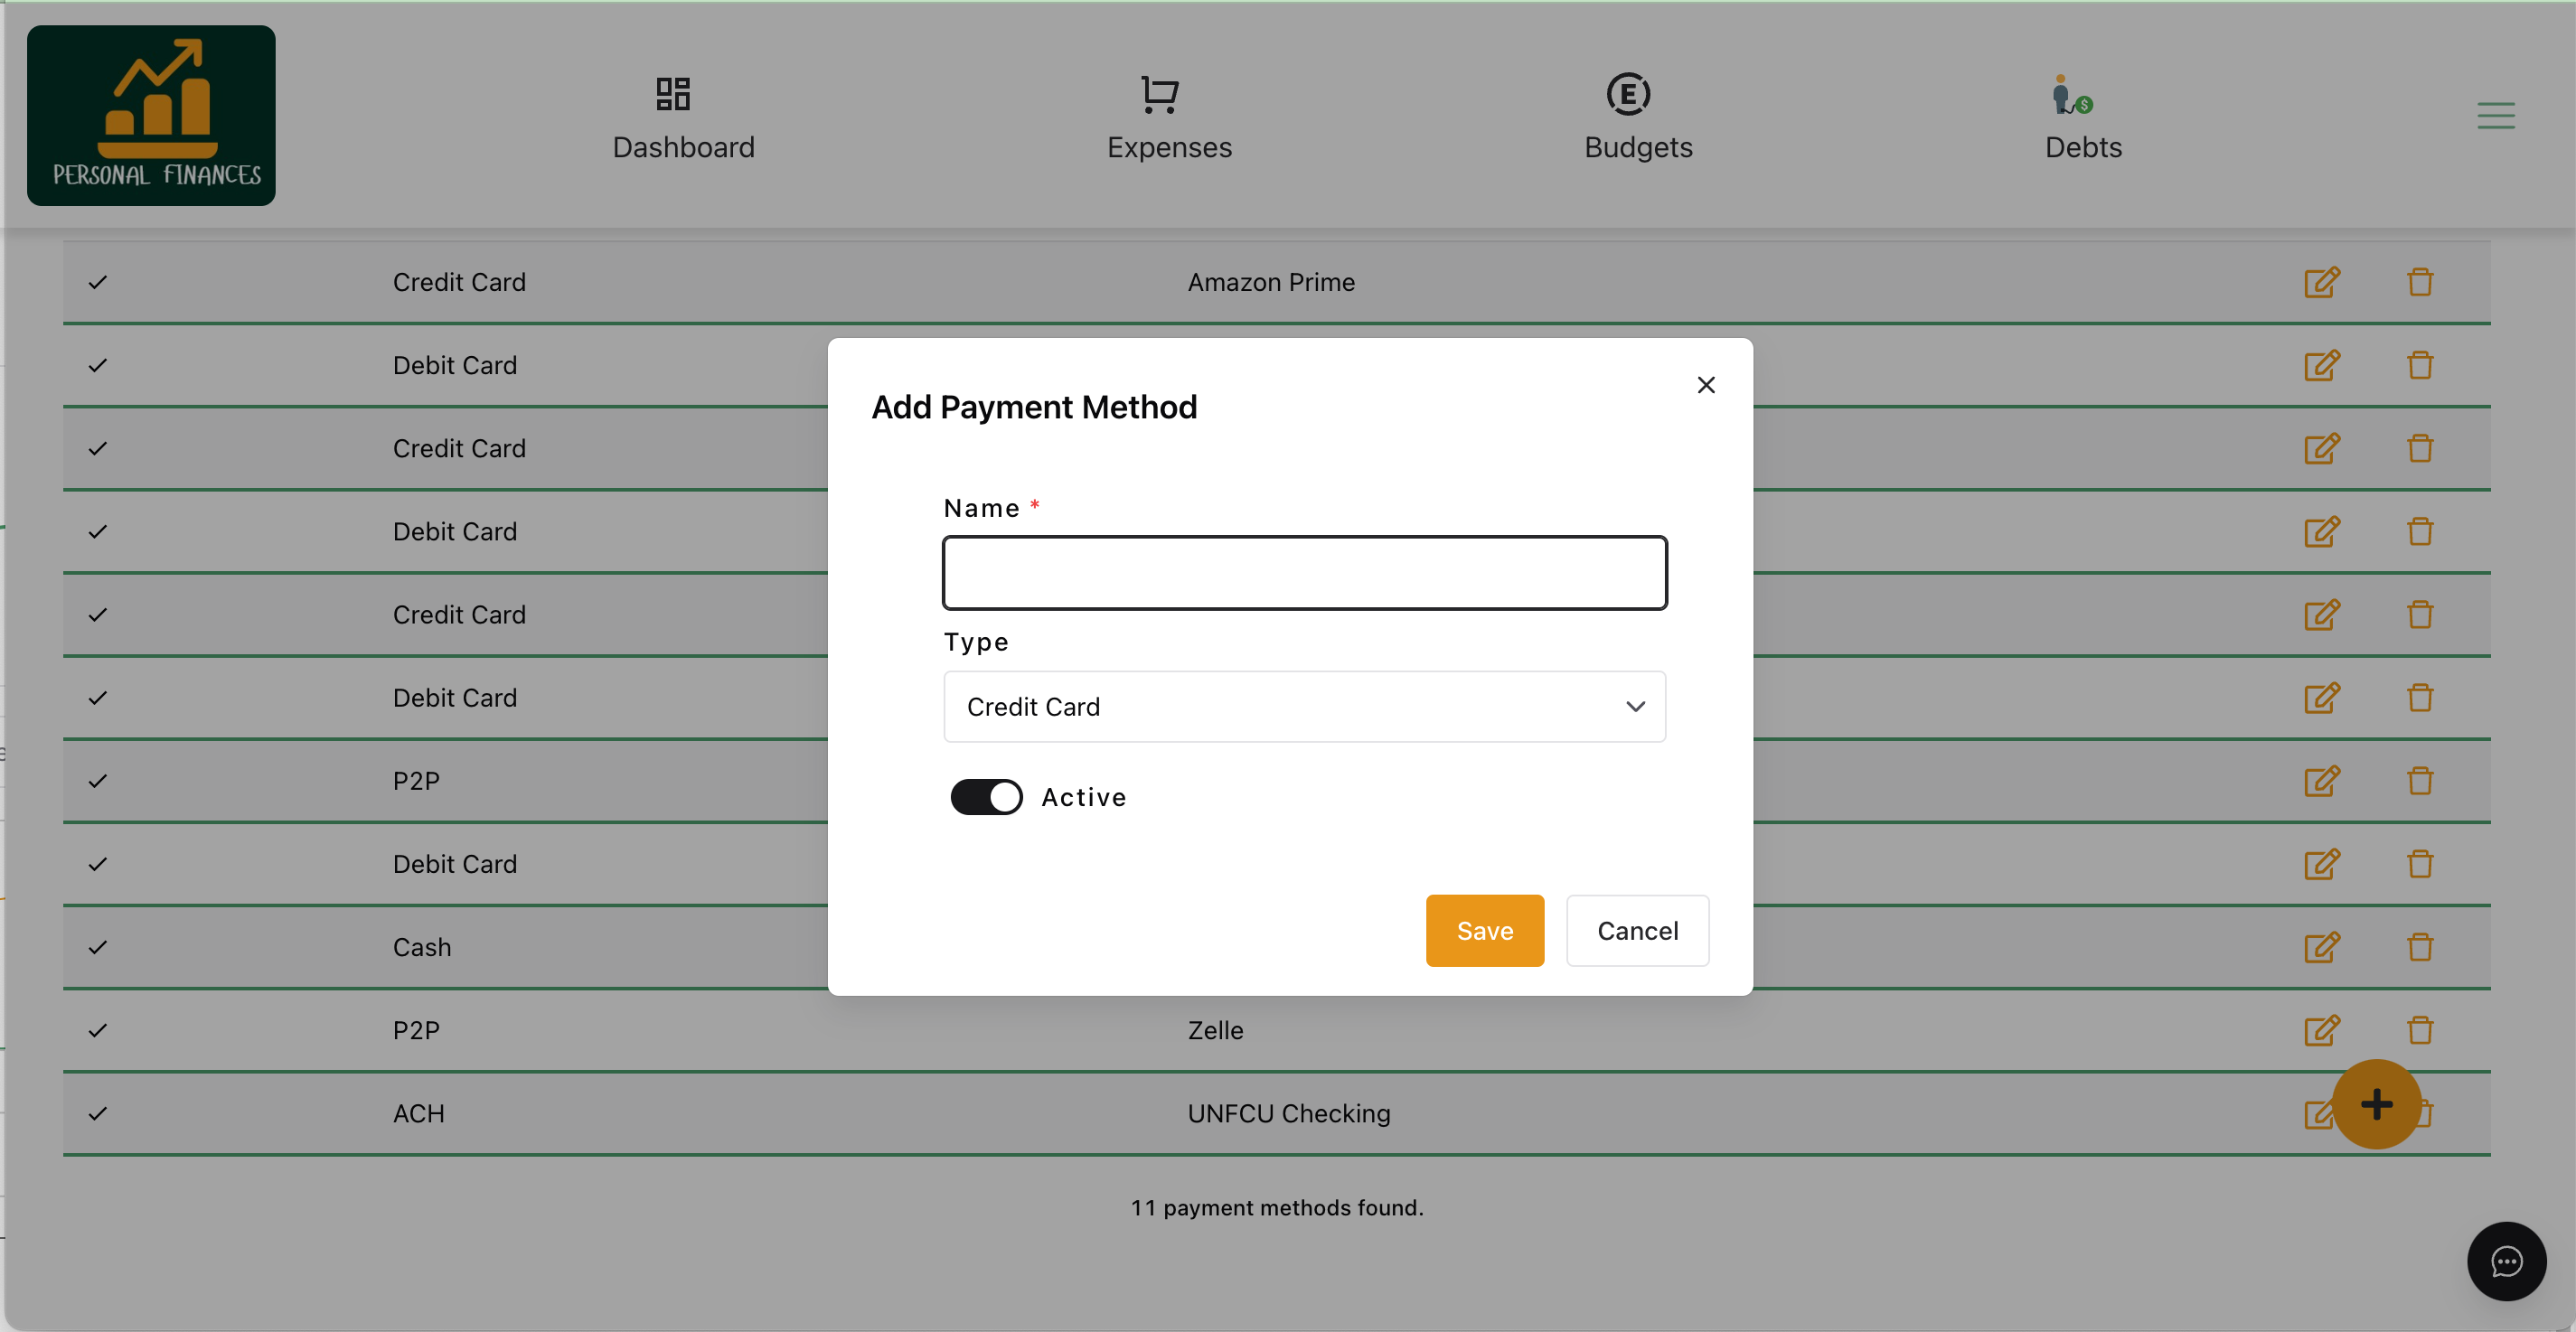 PERSONAL FINANCES
Dashboard
Expenses
E
Budgets
$
Debts
Credit Card Amazon Prime
Debit Card
Credit Card
Debit Card
Credit Card
Debit Card
P2P
Debit Card
Cash
P2P Zelle
ACH UNFCU Checking
11 payment methods found.
Add Payment Method
Name *
Type
Credit Card
Active
Save
Cancel